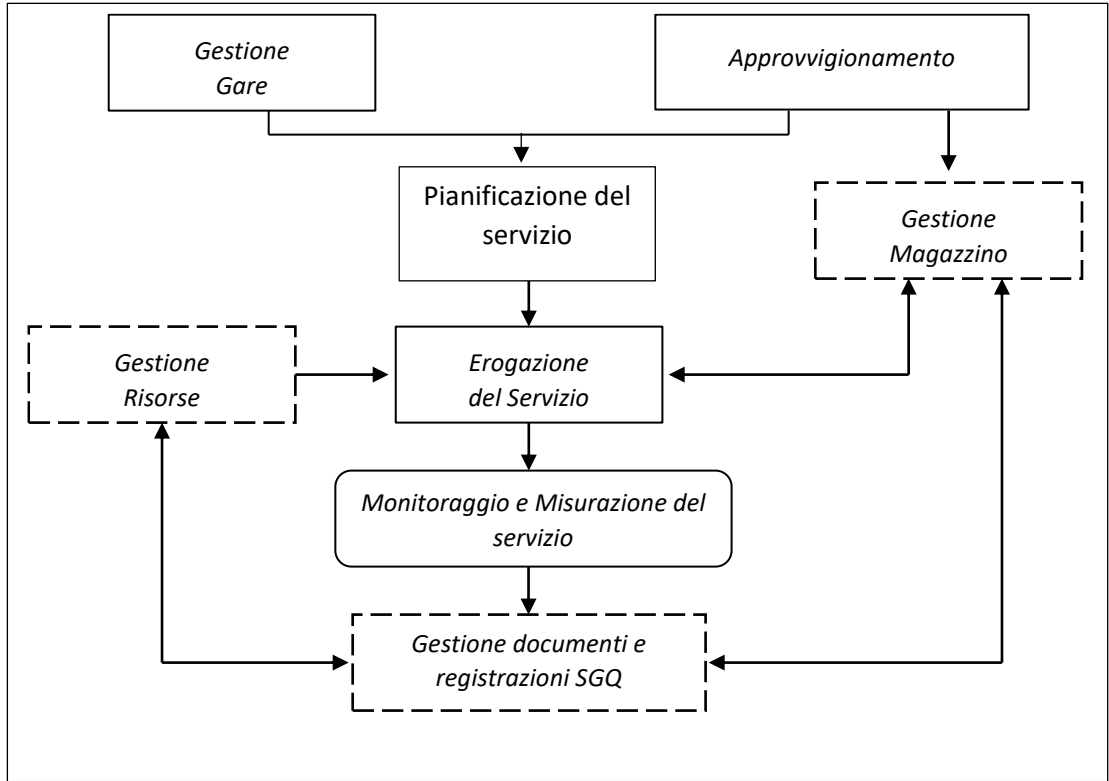 Gestione
Gare
Approvvigionamento
Pianificazione del
servizio
Gestione
Magazzino
Gestione
Risorse
Erogazione
del Servizio
Monitoraggio e Misurazione del
servizio
Gestione documenti e
registrazioni SGQ